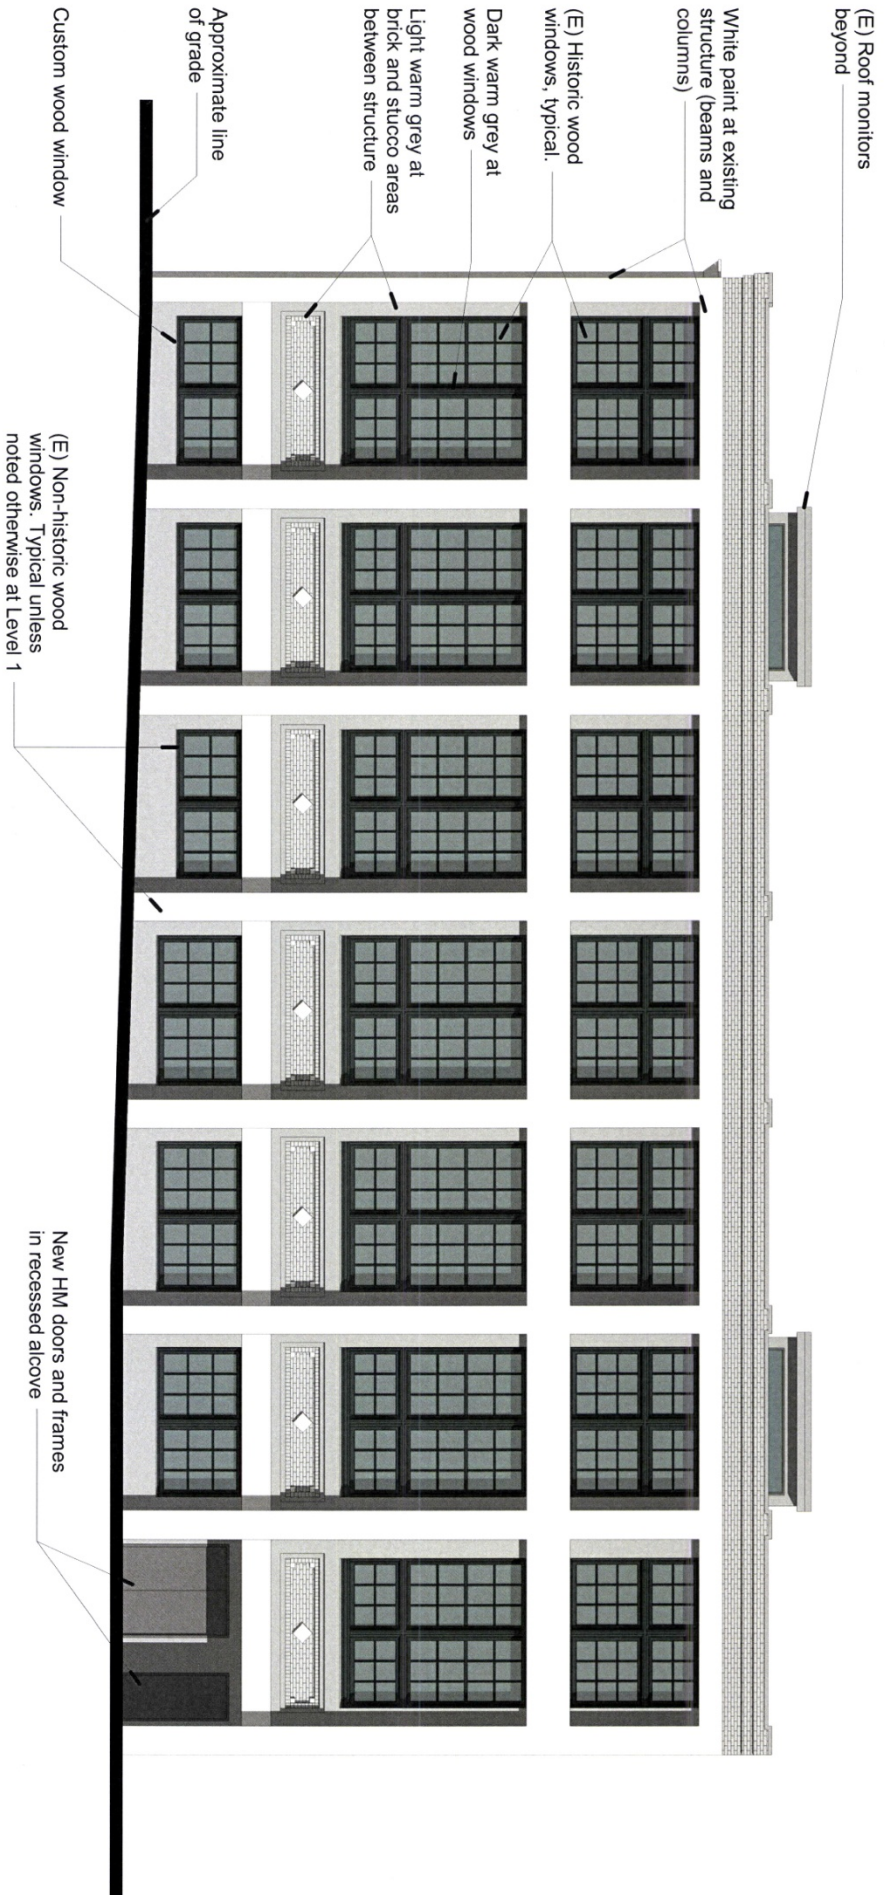 (E) Roof monitors
beyond
White paint at existing
structure (beams and
columns)
(E) Historic wood
windows, typical.
Dark warm grey at
wood windows
Light warm grey at
brick and stucco areas
between structure
Approximate line
of grade
Custom wood window
(E) Non-historic wood
windows. Typical unless
noted otherwise at Level 1
New HM doors and frames
in recessed alcove